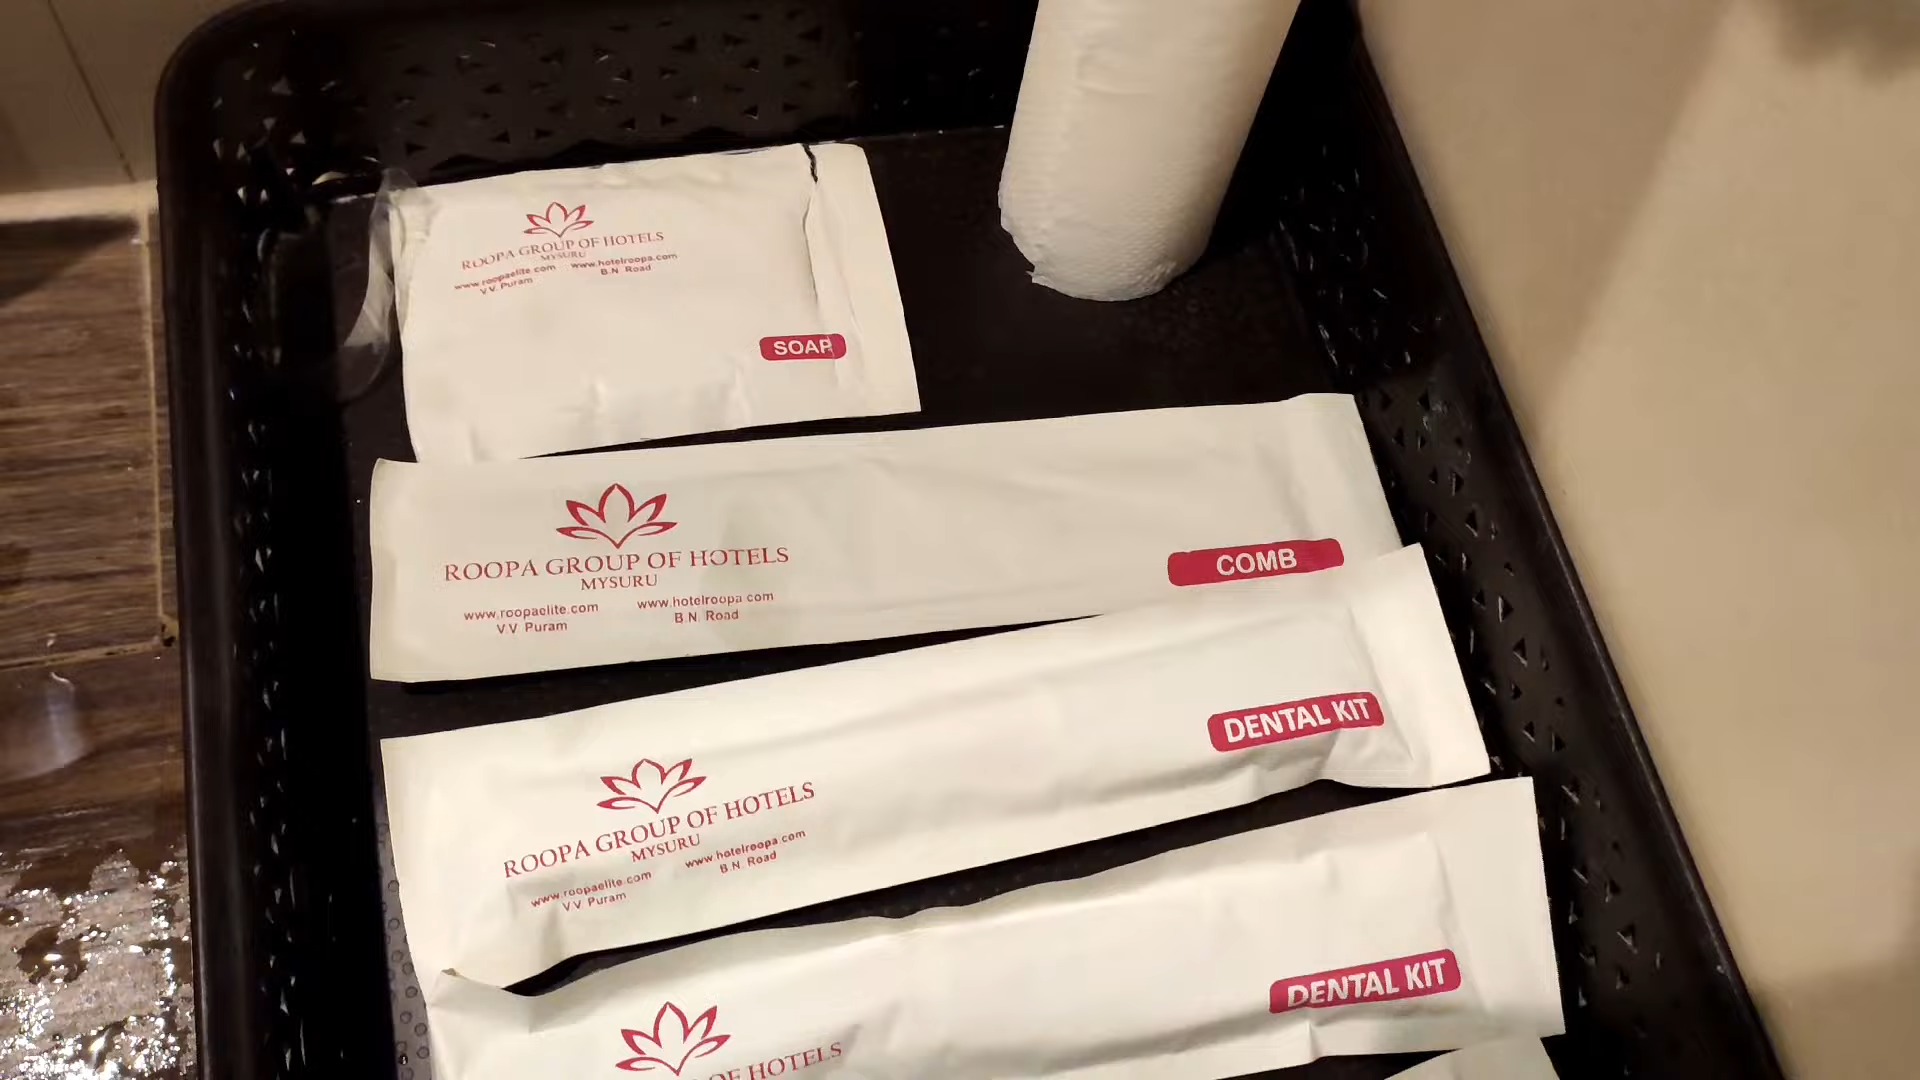 ROOPA GROUP OF HOTELS
MYSURU
www.roopaelite.com www.hotelroopa.com
V.V. Puram B.N. Road
SOAP
ROOPA GROUP OF HOTELS
MYSURU
www.roopaelite.com www.hotelroopa.com
V.V. Puram B.N. Road
COMB
DENTAL KIT
ROOPA GROUP OF HOTELS
MYSURU
www.roopaelite.com www.hotelroopa.com
V.V. Puram B.N. Road
DENTAL KIT
OF HOTELS